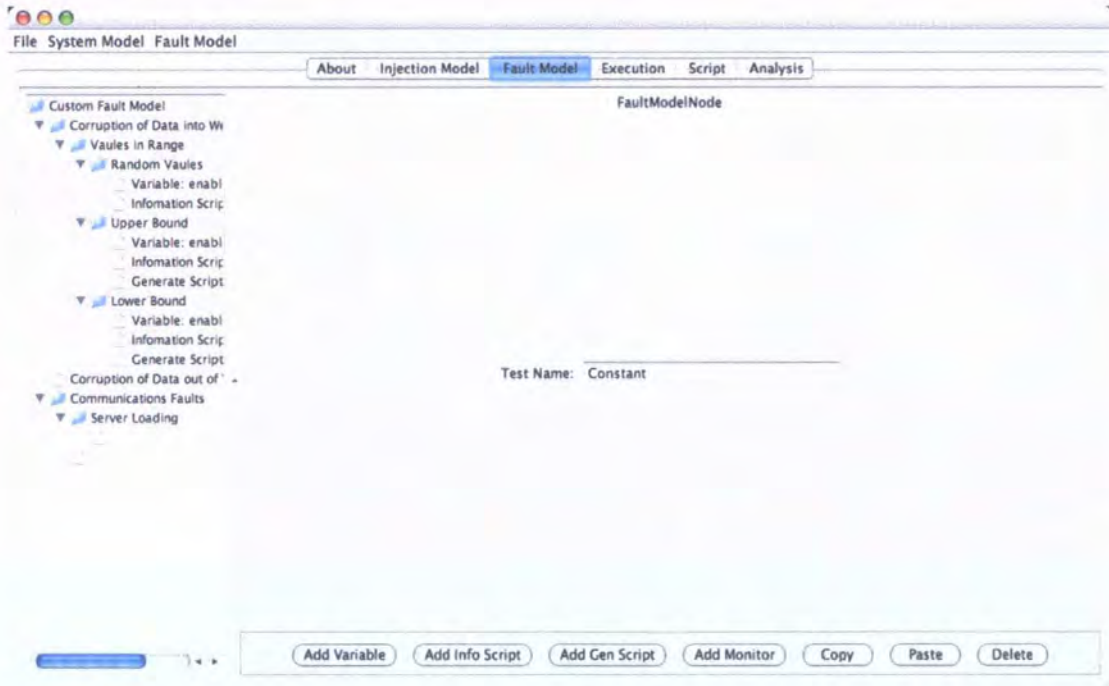 File System Model Fault Model
About Injection Model Fault Model Execution Script Analysis
FaultModelNode
Custom Fault Model
Corruption of Data into We
Vaules in Range
Random Vaules
Variable: enabl
Infomation Scrip
Upper Bound
Variable: enabl
Infomation Scrip
Generate Script
Lower Bound
Variable: enabl
Infomation Scrip
Generate Script
Corruption of Data out of
Communications Faults
Server Loading
Test Name: Constant
Add Variable Add Info Script Add Gen Script Add Monitor Copy Paste Delete